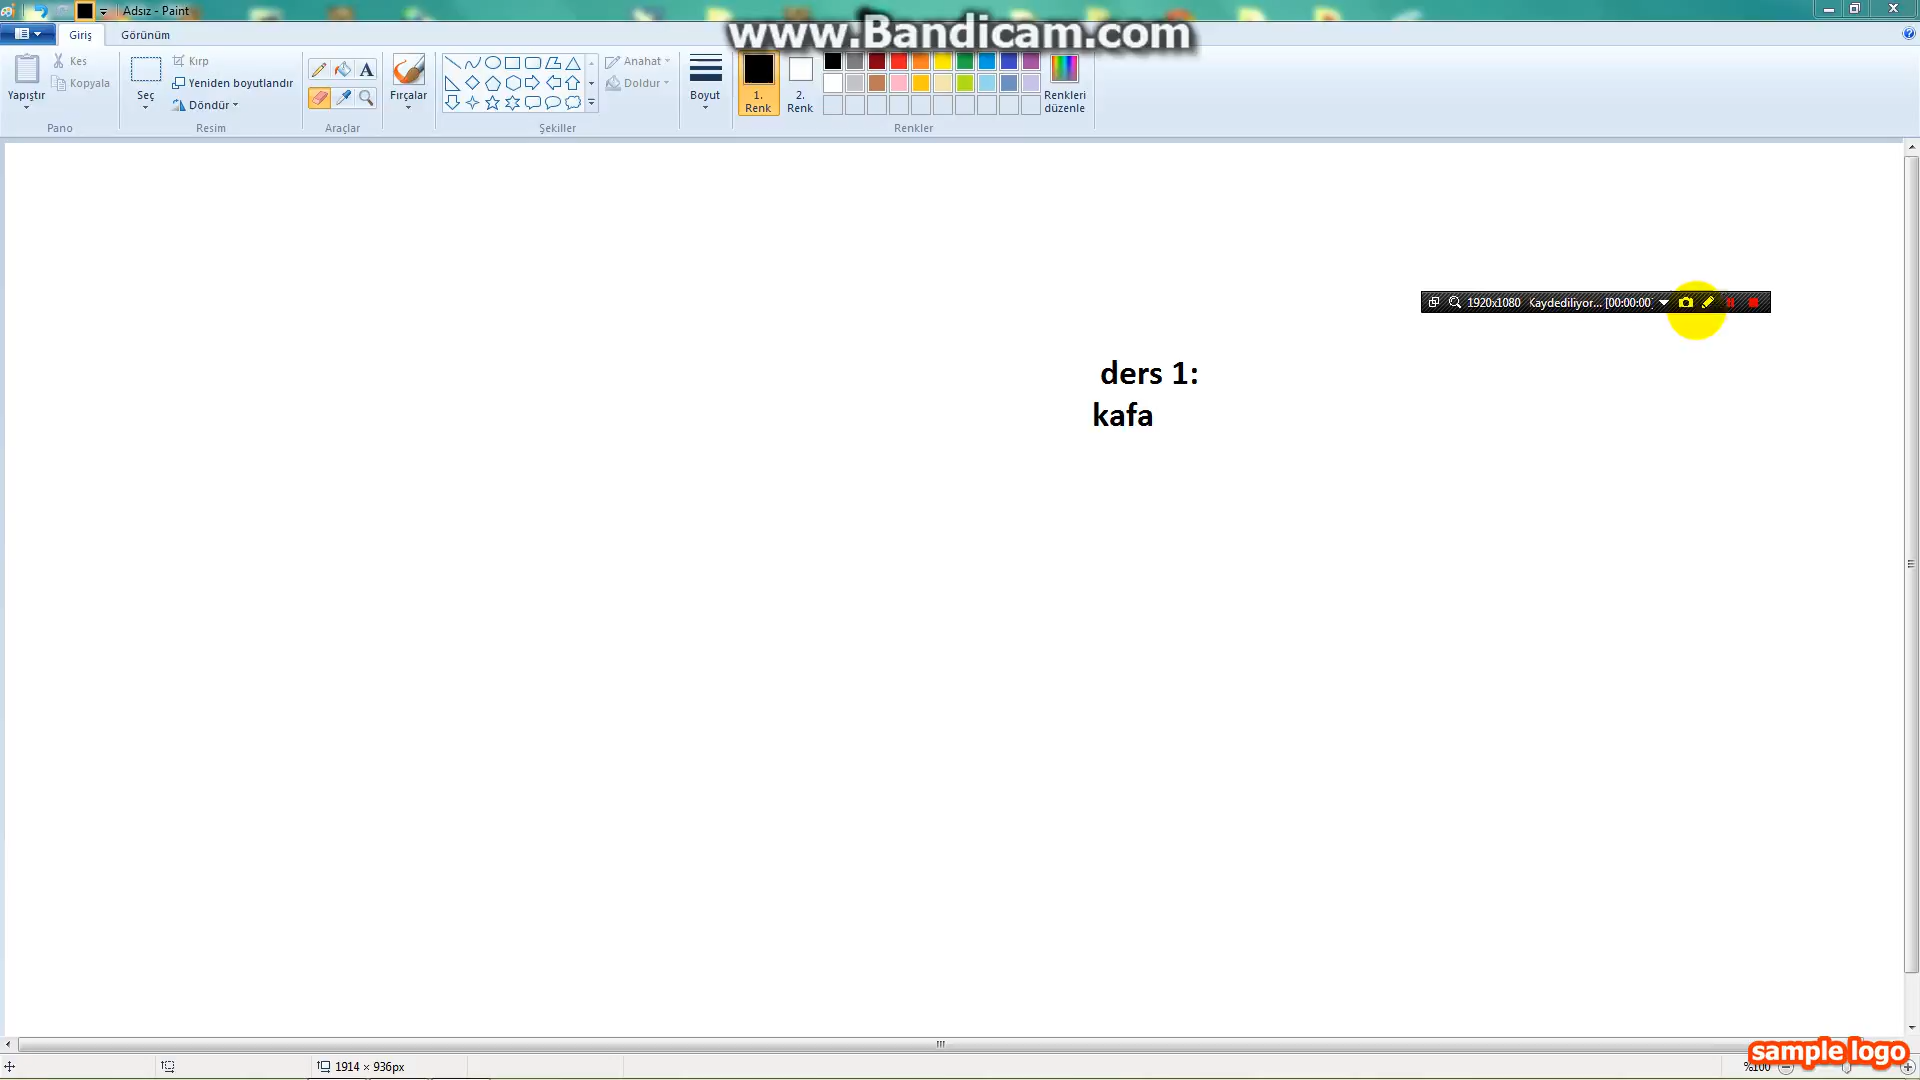 Adsız - Paint
www.Bandicam.com
Giriş
Görünüm
Yapıştır
Kes
Kopyala
Pano
Seç
Kırp
Yeniden boyutlandır
Döndür
Resim
A
Araçlar
Fırçalar
Anahat
Doldur
Şekiller
Boyut
1.
Renk
2.
Renk
Renkleri
düzenle
Renkler
1920x1080 Kaydediliyor... [00:00:00]
ders 1:
kafa
1914 × 936px
%100
sample logo